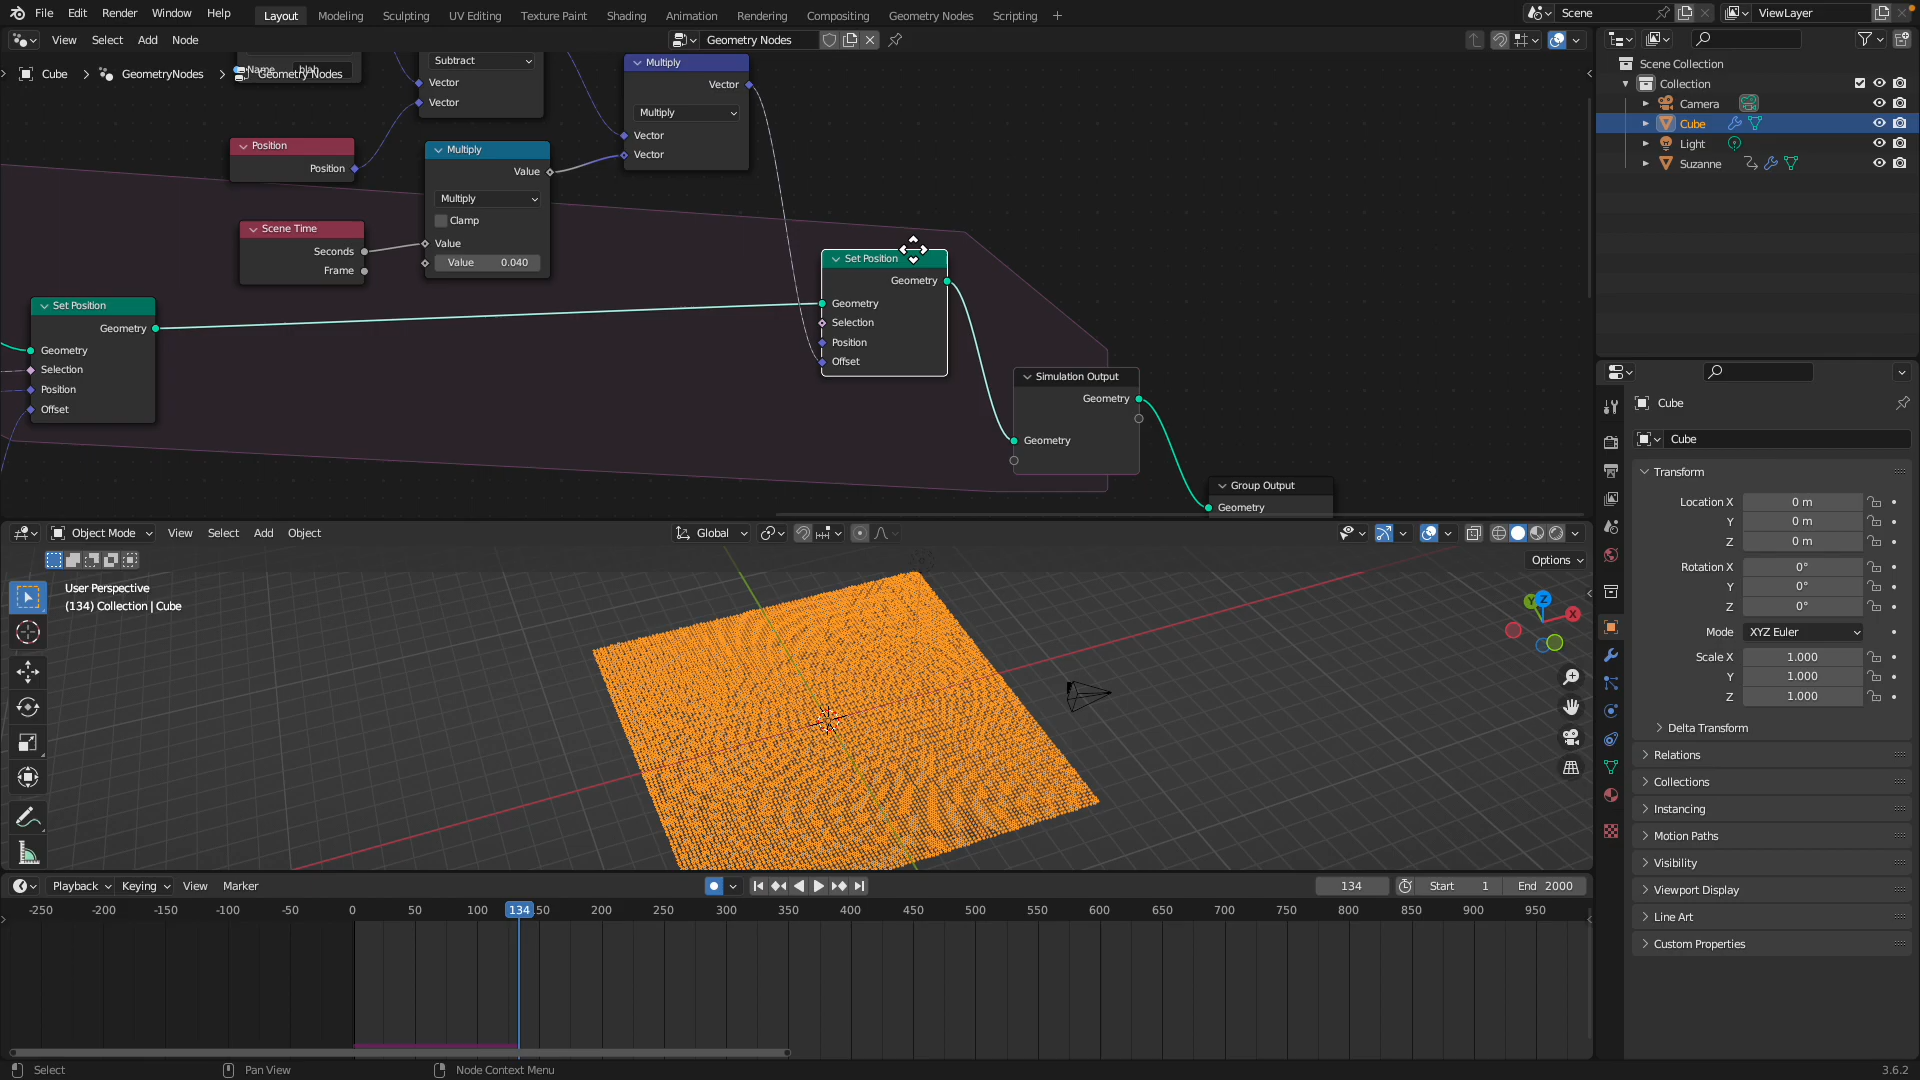 File Edit Render Window Help Layout Modeling Sculpting UV Editing Texture Paint Shading Animation Rendering Compositing Geometry Nodes Scripting + Scene ViewLayer
View Select Add Node Geometry Nodes
Cube > GeometryNodes > Geometry Nodes
Name blah
Subtract
Vector
Vector
Multiply
Vector
Multiply
Vector
Vector
Position
Position
Multiply
Value
Multiply
Clamp
Value
Value 0.040
Scene Time
Seconds
Frame
Set Position
Geometry
Geometry
Selection
Position
Offset
Set Position
Geometry
Geometry
Selection
Position
Offset
Simulation Output
Geometry
Geometry
Group Output
Geometry
Object Mode View Select Add Object Global
Options
User Perspective
(134) Collection | Cube
Y Z X
Playback Keying View Marker 134 Start 1 End 2000
-250 -200 -150 -100 -50 0 50 100 134 50 200 250 300 350 400 450 500 550 600 650 700 750 800 850 900 950
Select Pan View Node Context Menu 3.6.2
Scene Collection
Collection
Camera
Cube
Light
Suzanne
Cube
Cube
Transform
Location X 0 m
Y 0 m
Z 0 m
Rotation X 0°
Y 0°
Z 0°
Mode XYZ Euler
Scale X 1.000
Y 1.000
Z 1.000
Delta Transform
Relations
Collections
Instancing
Motion Paths
Visibility
Viewport Display
Line Art
Custom Properties